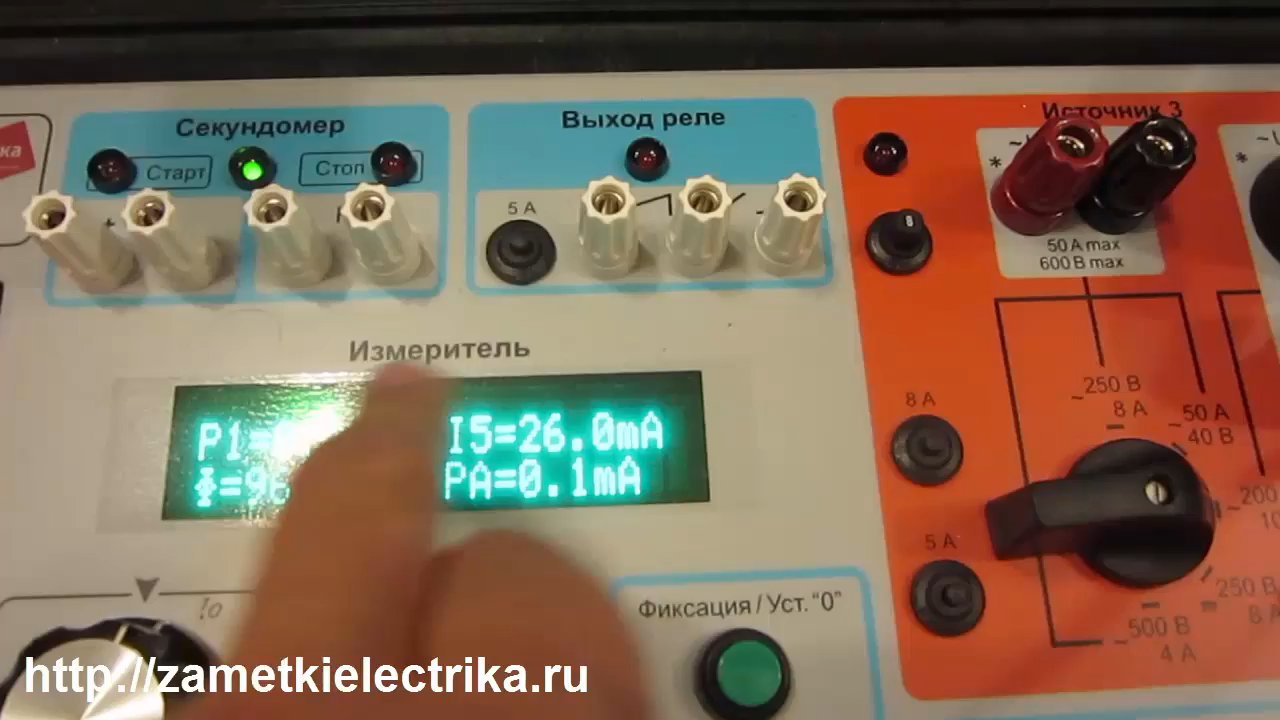 Секундомер
Старт
Стоп
Выход реле
5 А
Источник 3
50 A max
600 В max
Измеритель
I5=26.0mA
PA=0.1mA
8 А
5 А
~250 В
8 А
50 А
~40 В
250 В
~500 В
4 А
Фиксация / Уст. "0"
http://zametkielectrika.ru